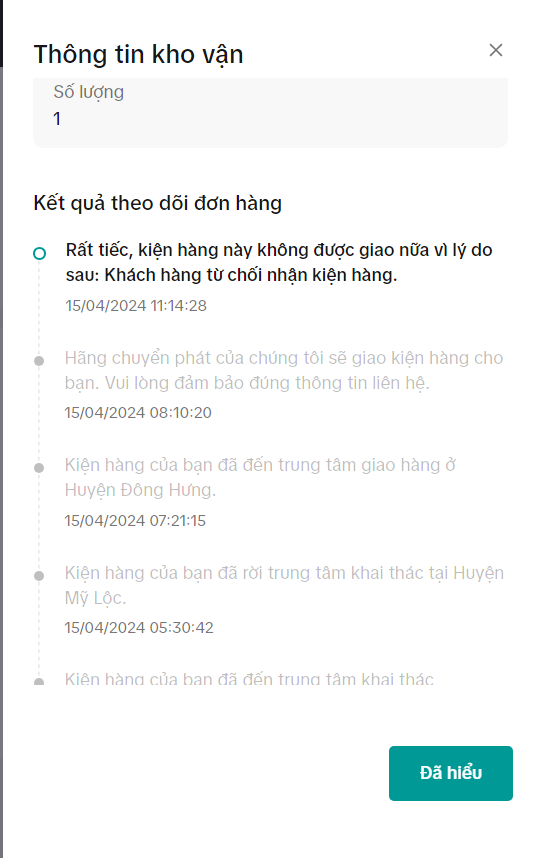 Thông tin kho vận
Số lượng
1
Kết quả theo dõi đơn hàng
Rất tiếc, kiện hàng này không được giao nữa vì lý do
sau: Khách hàng từ chối nhận kiện hàng.
15/04/2024 11:14:28
Hãng chuyển phát của chúng tôi sẽ giao kiện hàng cho
bạn. Vui lòng đảm bảo đúng thông tin liên hệ.
15/04/2024 08:10:20
Kiện hàng của bạn đã đến trung tâm giao hàng ở
Huyện Đông Hưng.
15/04/2024 07:21:15
Kiện hàng của bạn đã rời trung tâm khai thác tại Huyện
Mỹ Lộc.
15/04/2024 05:30:42
Kiện hàng của bạn đã đến trung tâm khai thác
Đã hiểu